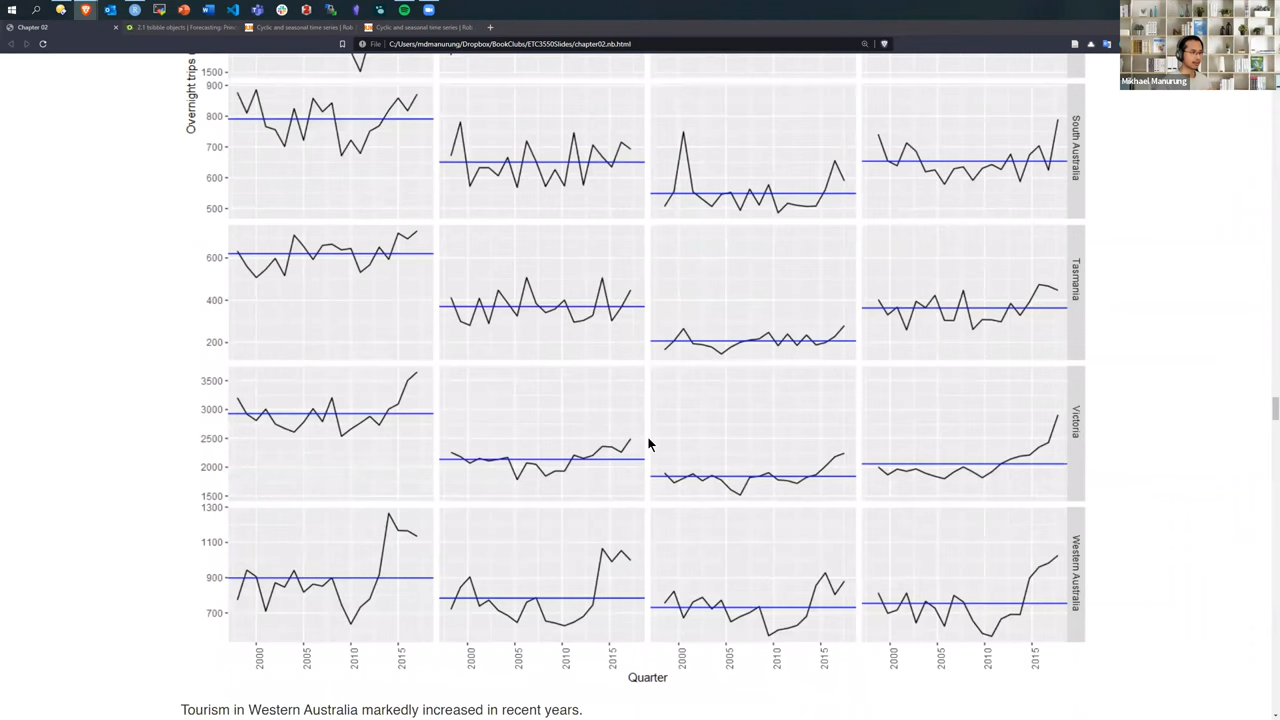 Chapter 02
2.1 tsibble objects | Forecasting: Princ
Cyclic and seasonal time series | Rob
Cyclic and seasonal time series | Rob
File C:/Users/mdmanurung/Dropbox/BookClubs/ETC3550Slides/chapter02.nb.html
Mikhael Manurung
Overnight trips
1500
900
800
700
600
500
South Australia
600
400
200
Tasmania
3500
3000
2500
2000
1500
Victoria
1300
1100
900
700
Western Australia
2000 2005 2010 2015 2000 2005 2010 2015 2000 2005 2010 2015 2000 2005 2010 2015
Quarter
Tourism in Western Australia markedly increased in recent years.